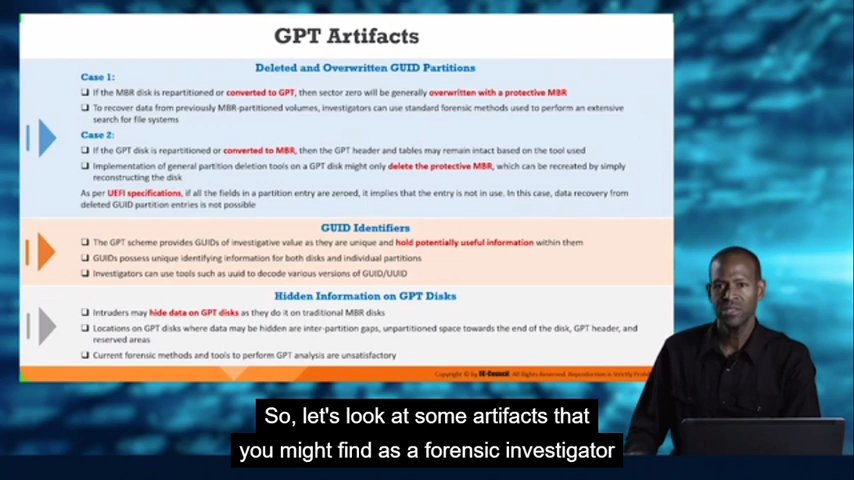 GPT Artifacts
Deleted and Overwritten GUID Partitions
Case 1:
If the MBR disk is repartitioned or converted to GPT, then sector zero will be generally overwritten with a protective MBR
To recover data from previously MBR-partitioned volumes, investigators can use standard forensic methods used to perform an extensive
search for file systems
Case 2:
If the GPT disk is repartitioned or converted to MBR, then the GPT header and tables may remain intact based on the tool used
Implementation of general partition deletion tools on a GPT disk might only delete the protective MBR, which can be recreated by simply
reconstructing the disk
As per UEFI specifications, if all the fields in a partition entry are zeroed, it implies that the entry is not in use. In this case, data recovery from
deleted GUID partition entries is not possible
GUID Identifiers
The GPT scheme provides GUIDs of investigative value as they are unique and hold potentially useful information within them
GUIDs possess unique identifying information for both disks and individual partitions
Investigators can use tools such as uuid to decode various versions of GUID/UUID
Hidden Information on GPT Disks
Intruders may hide data on GPT disks as they do it on traditional MBR disks
Locations on GPT disks where data may be hidden are inter-partition gaps, unpartitioned space towards the end of the disk, GPT header, and
reserved areas
Current forensic methods and tools to perform GPT analysis are unsatisfactory
Copyright © by EC-Council. All Rights Reserved. Reproduction is Strictly Prohi
So, let's look at some artifacts that
you might find as a forensic investigator